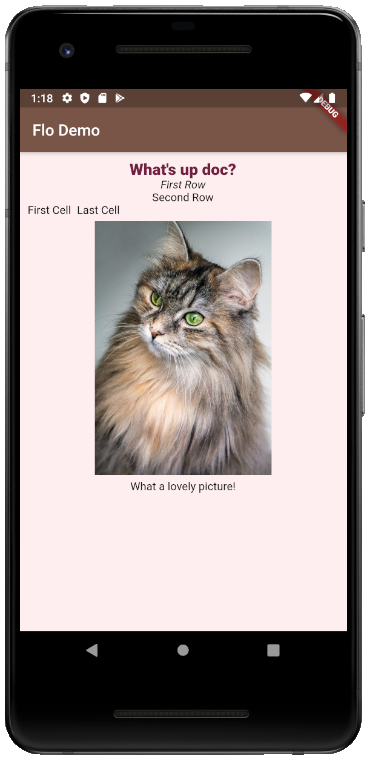 1:18
DEBUG
Flo Demo
What's up doc?
First Row
Second Row
First Cell Last Cell
What a lovely picture!